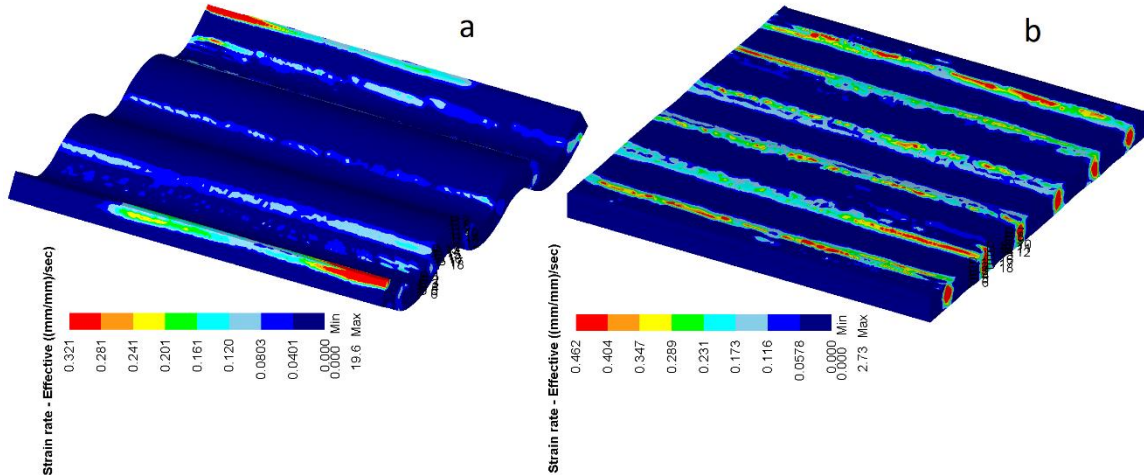 a
b
Strain rate - Effective ((mm/mm)/sec)
0.321
0.281
0.241
0.201
0.161
0.120
0.0803
0.0401
0.000
0.000 Min
19.6 Max
Strain rate - Effective ((mm/mm)/sec)
0.462
0.404
0.347
0.289
0.231
0.173
0.116
0.0578
0.000
0.000 Min
2.73 Max